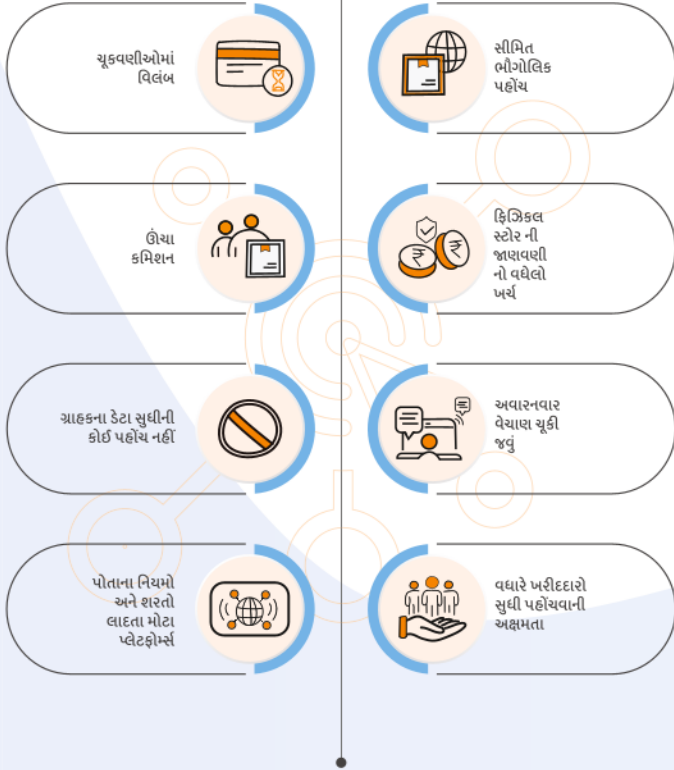 ચૂકવણીઓમાં
વિલંબ
સીમિત
ભૌગોલિક
પહોંચ
ઊંચા
કમિશન
ફિઝિકલ
સ્ટોર ની
જાણવણી
નો વધેલો
ખર્ચ
ગ્રાહકના ડેટા સુધીની
કોઈ પહોંચ નહીં
અવારનવાર
વેચાણ ચૂકી
જવું
પોતાના નિયમો
અને શરતો
લાદતા મોટા
પ્લેટફોર્મ્સ
વધારે ખરીદદારો
સુધી પહોંચવાની
અક્ષમતા